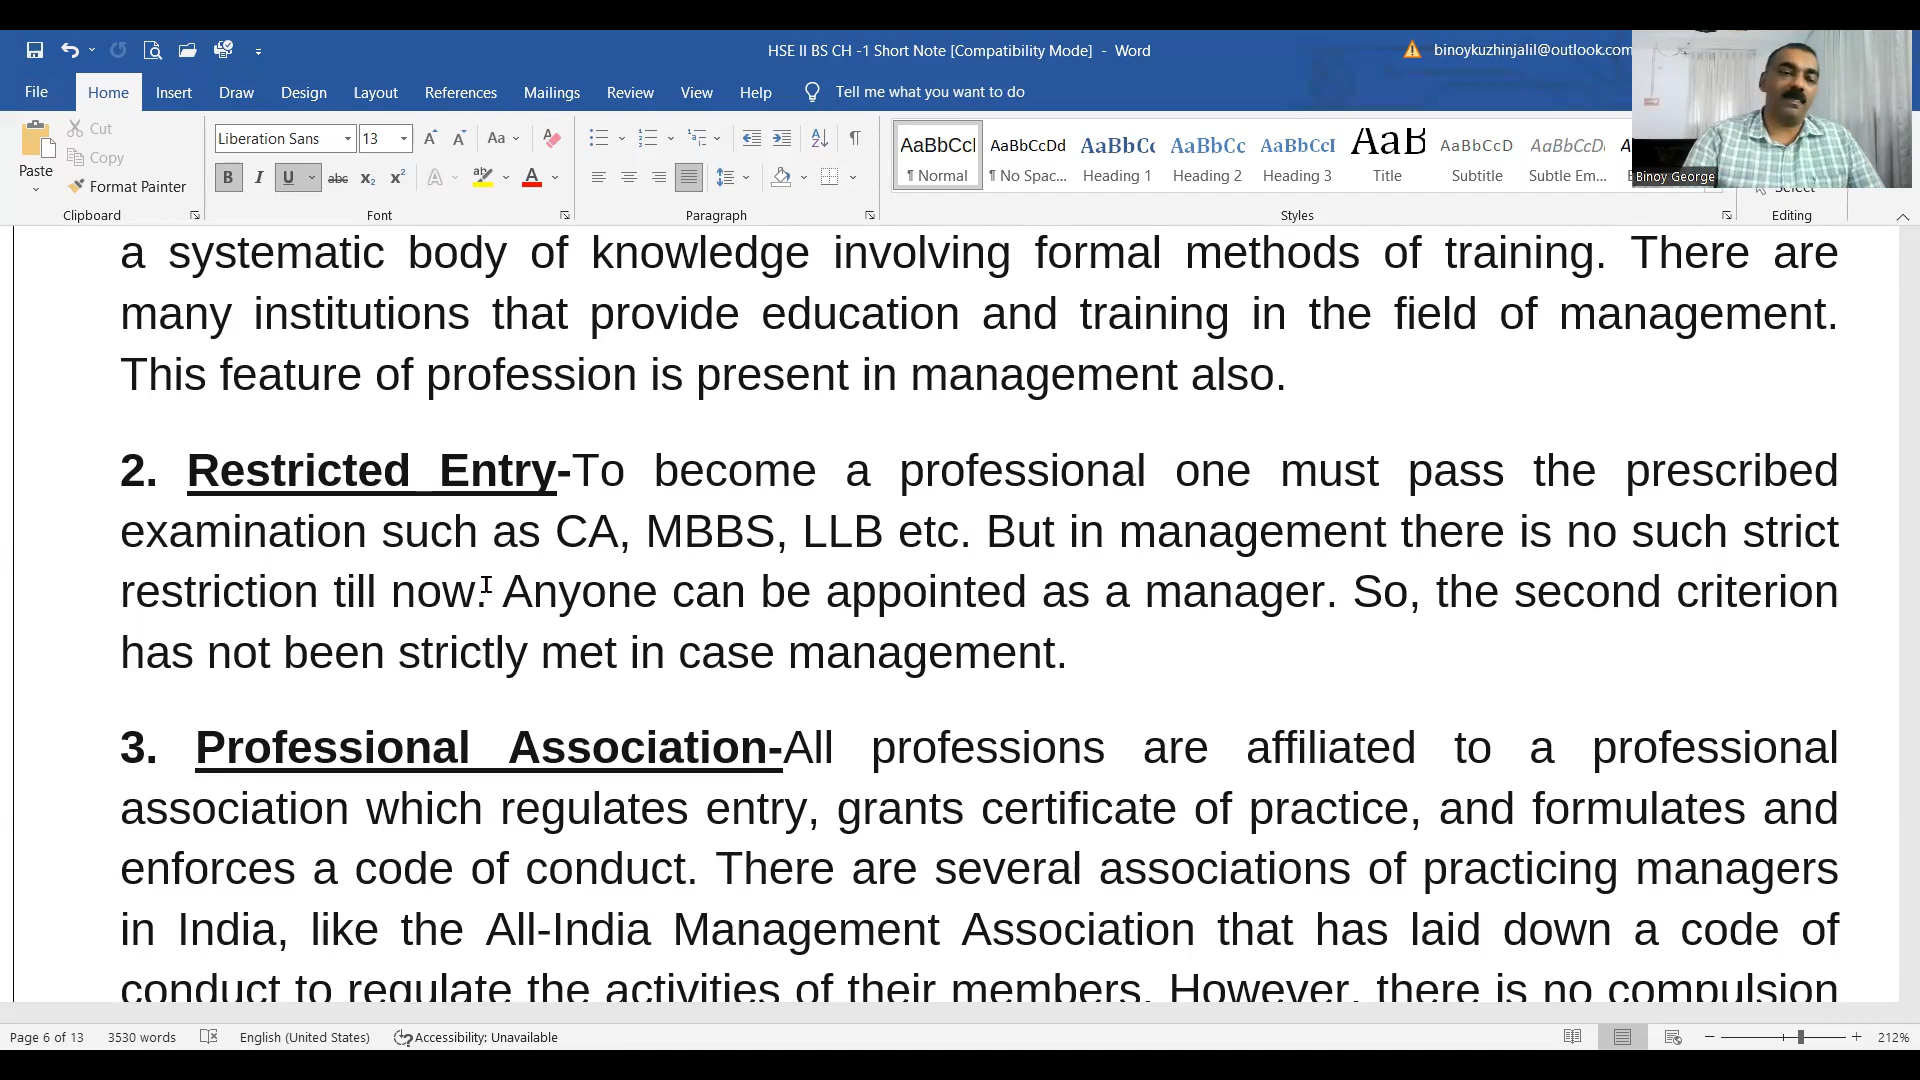 HSE II BS CH -1 Short Note [Compatibility Mode] - Word
binoykuzhinjalil@outlook.com
File Home Insert Draw Design Layout References Mailings Review View Help Tell me what you want to do
Paste
Cut
Copy
Format Painter
Clipboard
Liberation Sans 13
Font
Paragraph
AaBbCcI AaBbCcDd AaBbCc AaBbCc AaBbCcI AaB AaBbCcD AaBbCcD
¶ Normal ¶ No Spac... Heading 1 Heading 2 Heading 3 Title Subtitle Subtle Em...
Styles
Select
Editing
Binoy George
a systematic body of knowledge involving formal methods of training. There are
many institutions that provide education and training in the field of management.
This feature of profession is present in management also.
2. Restricted Entry-To become a professional one must pass the prescribed
examination such as CA, MBBS, LLB etc. But in management there is no such strict
restriction till now. Anyone can be appointed as a manager. So, the second criterion
has not been strictly met in case management.
3. Professional Association-All professions are affiliated to a professional
association which regulates entry, grants certificate of practice, and formulates and
enforces a code of conduct. There are several associations of practicing managers
in India, like the All-India Management Association that has laid down a code of
conduct to regulate the activities of their members. However, there is no compulsion
Page 6 of 13 3530 words English (United States) Accessibility: Unavailable 212%